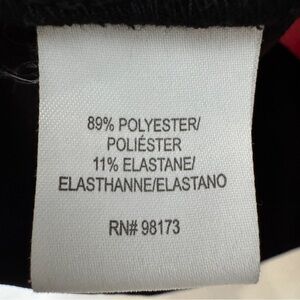 89% POLYESTER/
POLIÉSTER
11% ELASTANE/
ELASTHANNE/ELASTANO
RN# 98173